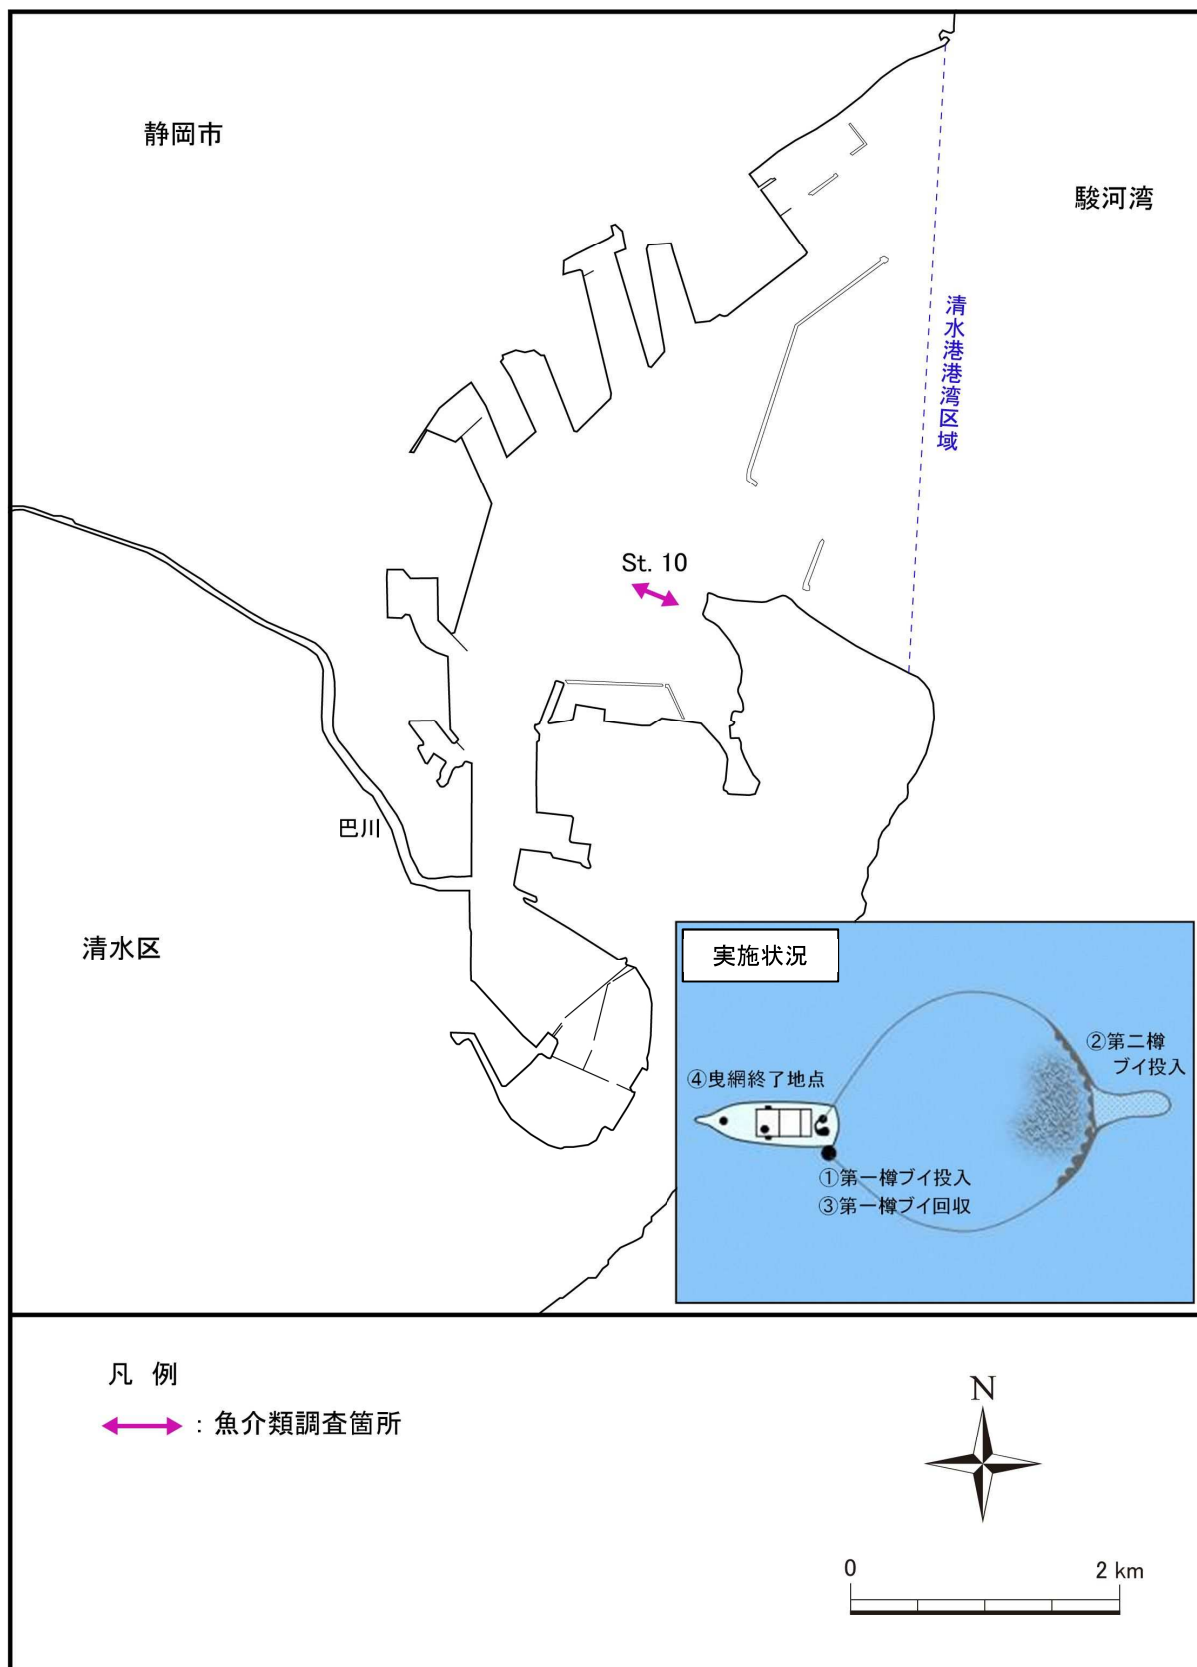 静岡市
駿河湾
清水港港湾区域
St. 10
巴川
清水区
実施状況
②第二樽
ブイ投入
④曳網終了地点
①第一樽ブイ投入
③第一樽ブイ回収
凡 例
：魚介類調査箇所
N
0 2 km